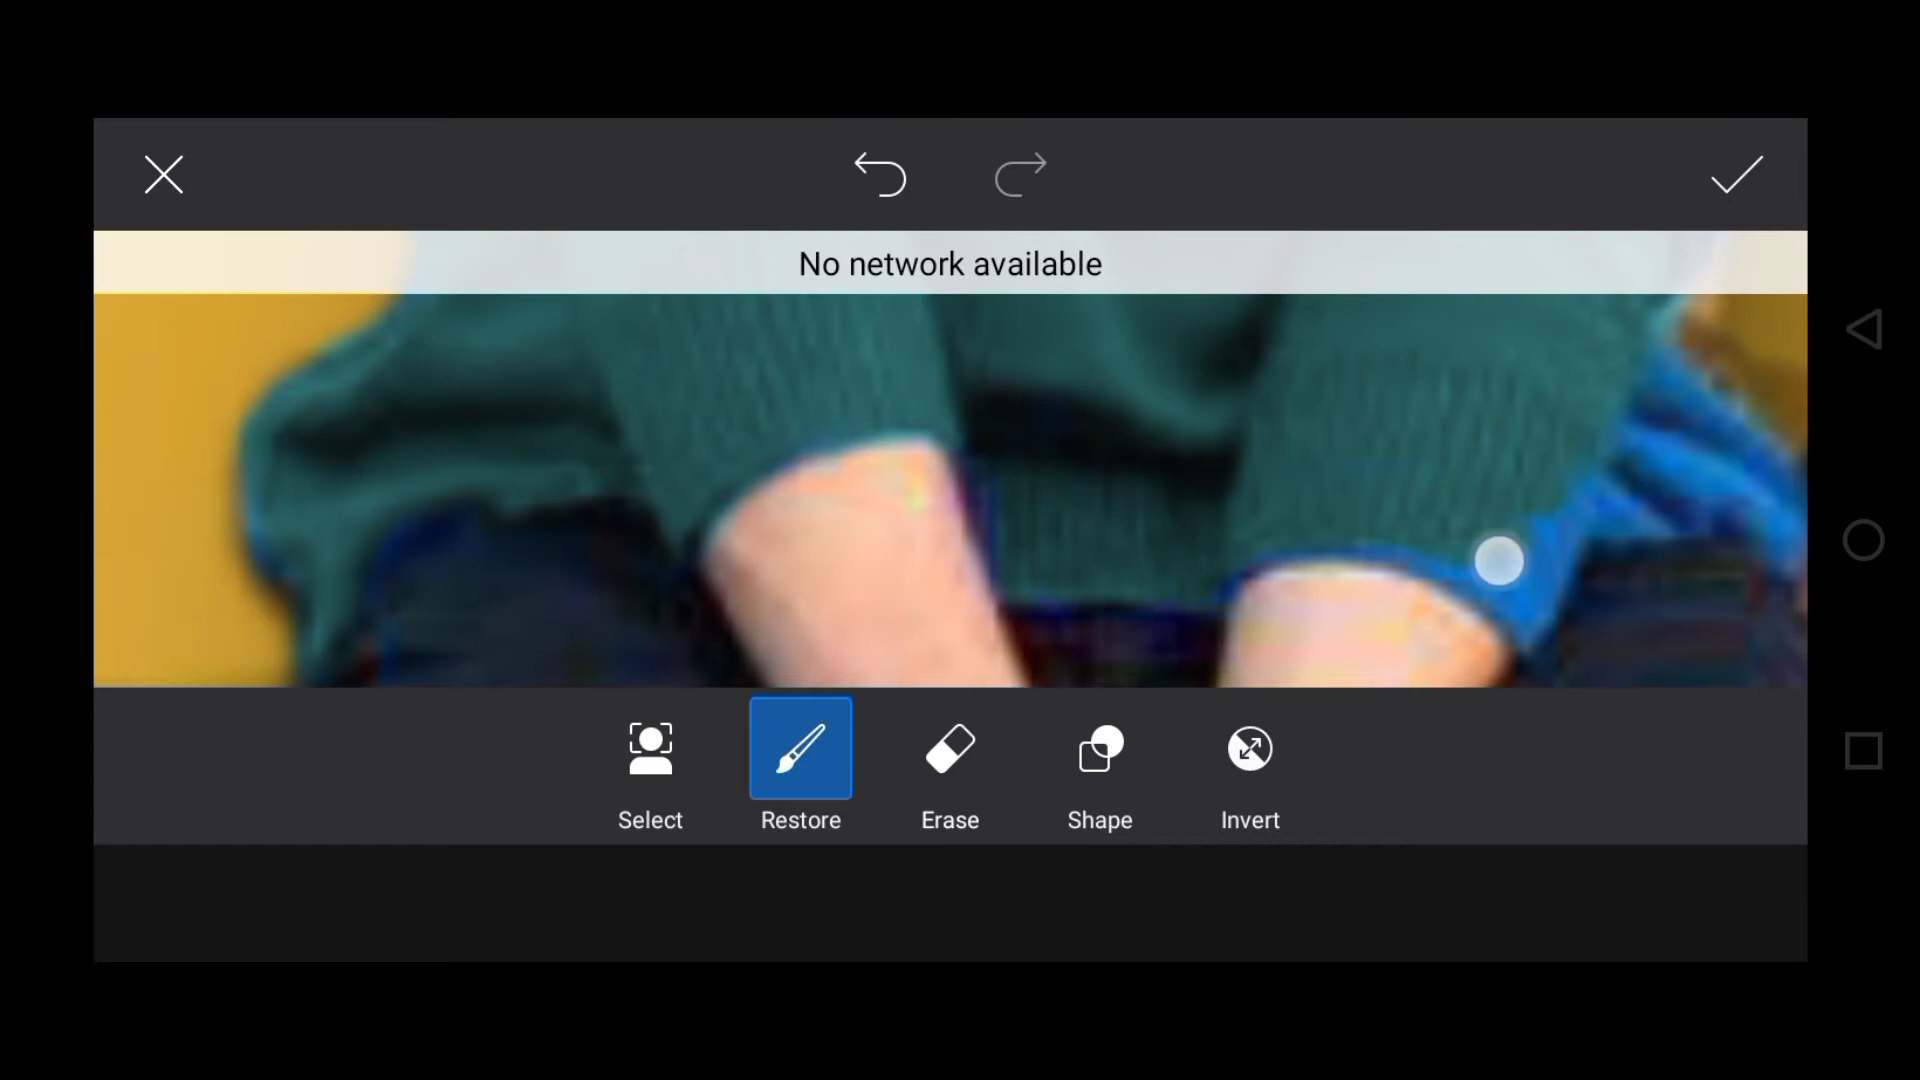 No network available
Select
Restore
Erase
Shape
Invert